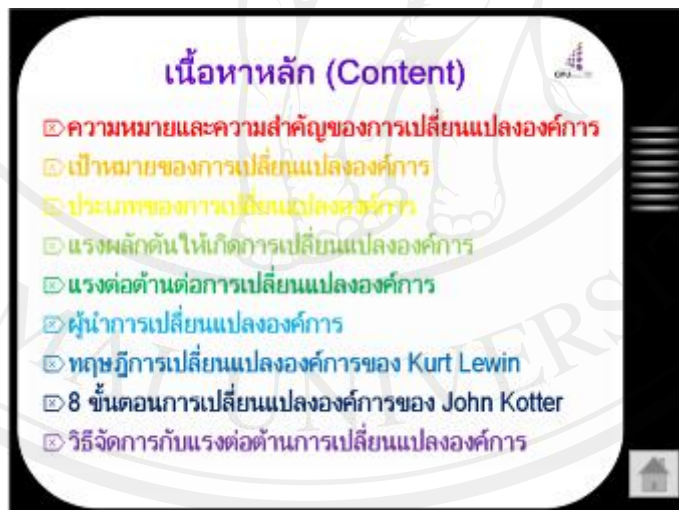 เนื้อหาหลัก (Content)
ความหมายและความสำคัญของการเปลี่ยนแปลงองค์การ
เป้าหมายของการเปลี่ยนแปลงองค์การ
ประเภทของการเปลี่ยนแปลงองค์การ
แรงผลักดันให้เกิดการเปลี่ยนแปลงองค์การ
แรงต่อต้านต่อการเปลี่ยนแปลงองค์การ
ผู้นำการเปลี่ยนแปลงองค์การ
ทฤษฎีการเปลี่ยนแปลงองค์การของ Kurt Lewin
8 ขั้นตอนการเปลี่ยนแปลงองค์การของ John Kotter
วิธีจัดการกับแรงต่อต้านการเปลี่ยนแปลงองค์การ